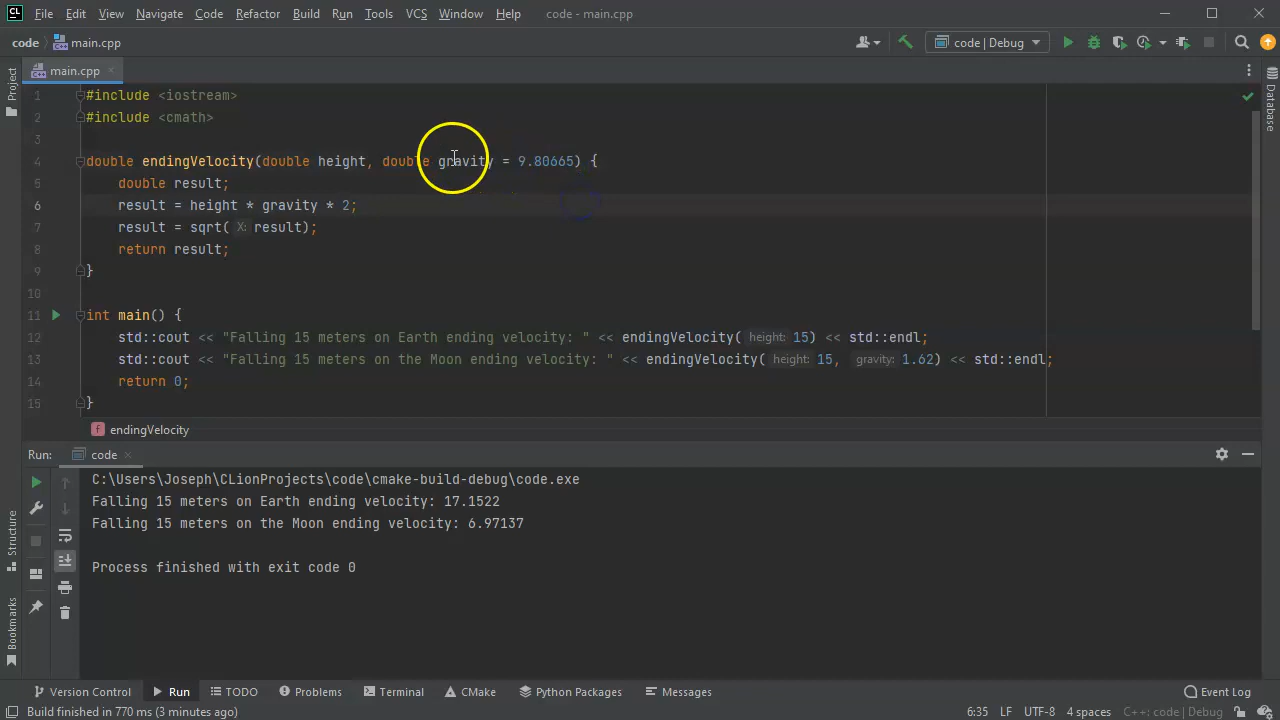 CL File Edit View Navigate Code Refactor Build Run Tools VCS Window Help code - main.cpp
code main.cpp code | Debug
Project main.cpp Database
1 #include <iostream>
2 #include <cmath>
3
4 double endingVelocity(double height, double gravity = 9.80665) {
5 double result;
6 result = height * gravity * 2;
7 result = sqrt( X: result);
8 return result;
9 }
10
11 int main() {
12 std::cout << "Falling 15 meters on Earth ending velocity: " << endingVelocity( height: 15) << std::endl;
13 std::cout << "Falling 15 meters on the Moon ending velocity: " << endingVelocity( height: 15, gravity: 1.62) << std::endl;
14 return 0;
15 }
f endingVelocity
Run: code
C:\Users\Joseph\CLionProjects\code\cmake-build-debug\code.exe
Falling 15 meters on Earth ending velocity: 17.1522
Falling 15 meters on the Moon ending velocity: 6.97137
Structure
Process finished with exit code 0
Bookmarks
Version Control Run TODO Problems Terminal CMake Python Packages Messages Event Log
Build finished in 770 ms (3 minutes ago) 6:35 LF UTF-8 4 spaces C++: code | Debug